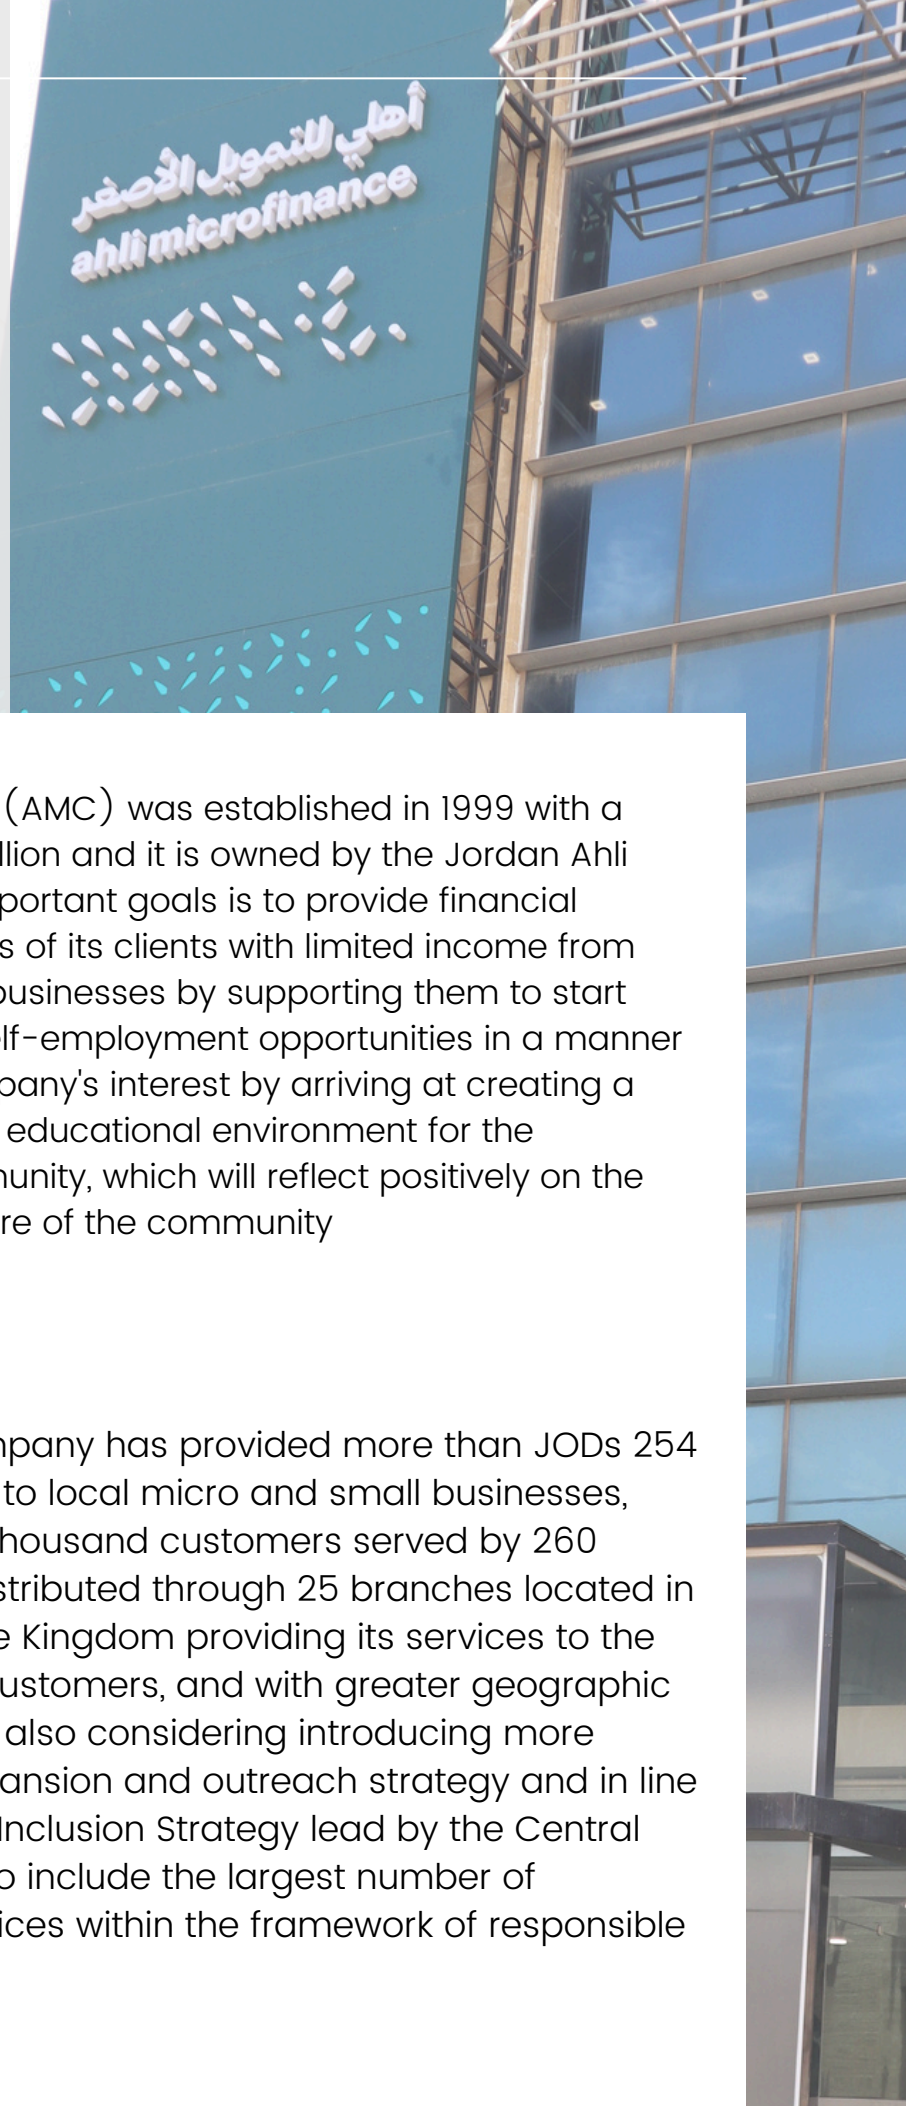 أهلي للتمويل الأصغر
ahli microfinance
(AMC) was established in 1999 with a
llion and it is owned by the Jordan Ahli
portant goals is to provide financial
s of its clients with limited income from
businesses by supporting them to start
elf-employment opportunities in a manner
pany's interest by arriving at creating a
educational environment for the
nunity, which will reflect positively on the
re of the community
mpany has provided more than JODs 254
to local micro and small businesses,
housand customers served by 260
stributed through 25 branches located in
e Kingdom providing its services to the
ustomers, and with greater geographic
also considering introducing more
ansion and outreach strategy and in line
Inclusion Strategy lead by the Central
o include the largest number of
ices within the framework of responsible